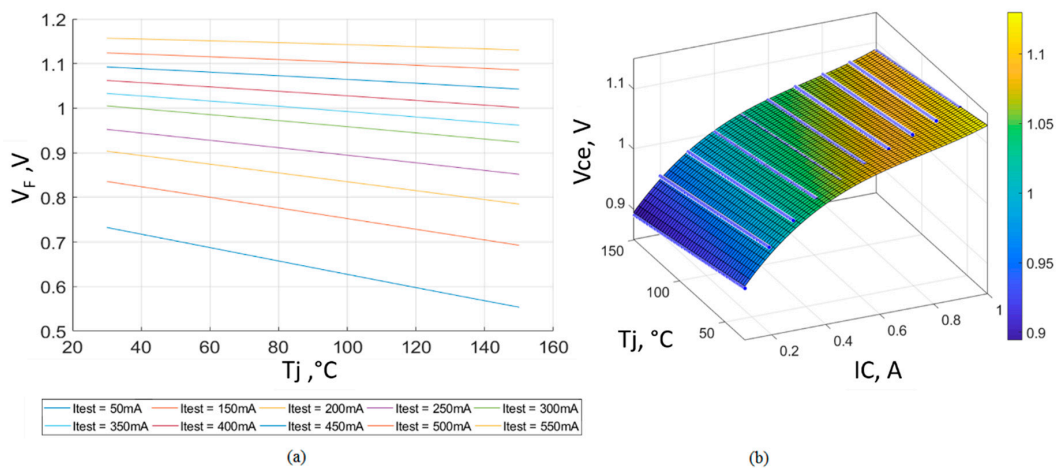 1.2
1.1
1
0.9
0.8
0.7
0.6
0.5
V_F ,V
20 40 60 80 100 120 140 160
Tj ,°C
Itest = 50mA Itest = 150mA Itest = 200mA Itest = 250mA Itest = 300mA
Itest = 350mA Itest = 400mA Itest = 450mA Itest = 500mA Itest = 550mA
(a)
Vce, V
1.1
1
0.9
150
100
50
Tj, °C
0.2 0.4 0.6 0.8 1
IC, A
1.1
1.05
1
0.95
0.9
(b)